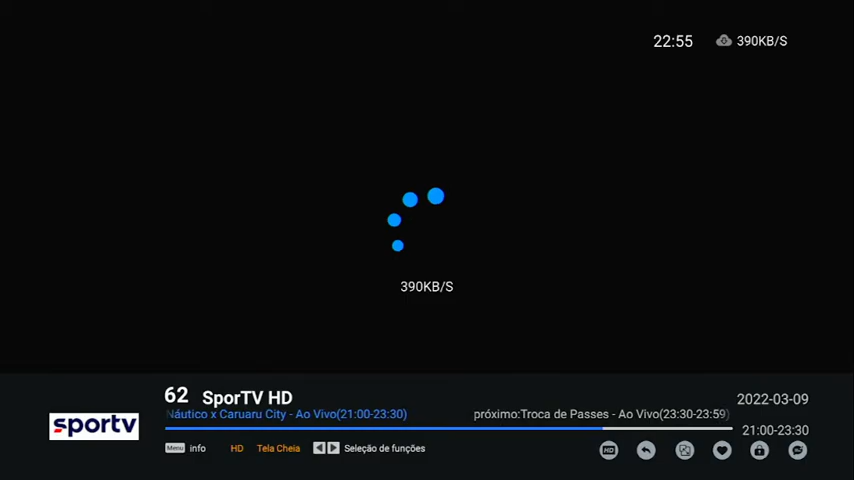 22:55 390KB/S
390KB/S
62 SporTV HD
2022-03-09
Náutico x Caruaru City - Ao Vivo(21:00-23:30)
próximo:Troca de Passes - Ao Vivo(23:30-23:59)
sportv
21:00-23:30
Menu info HD Tela Cheia Seleção de funções
HD